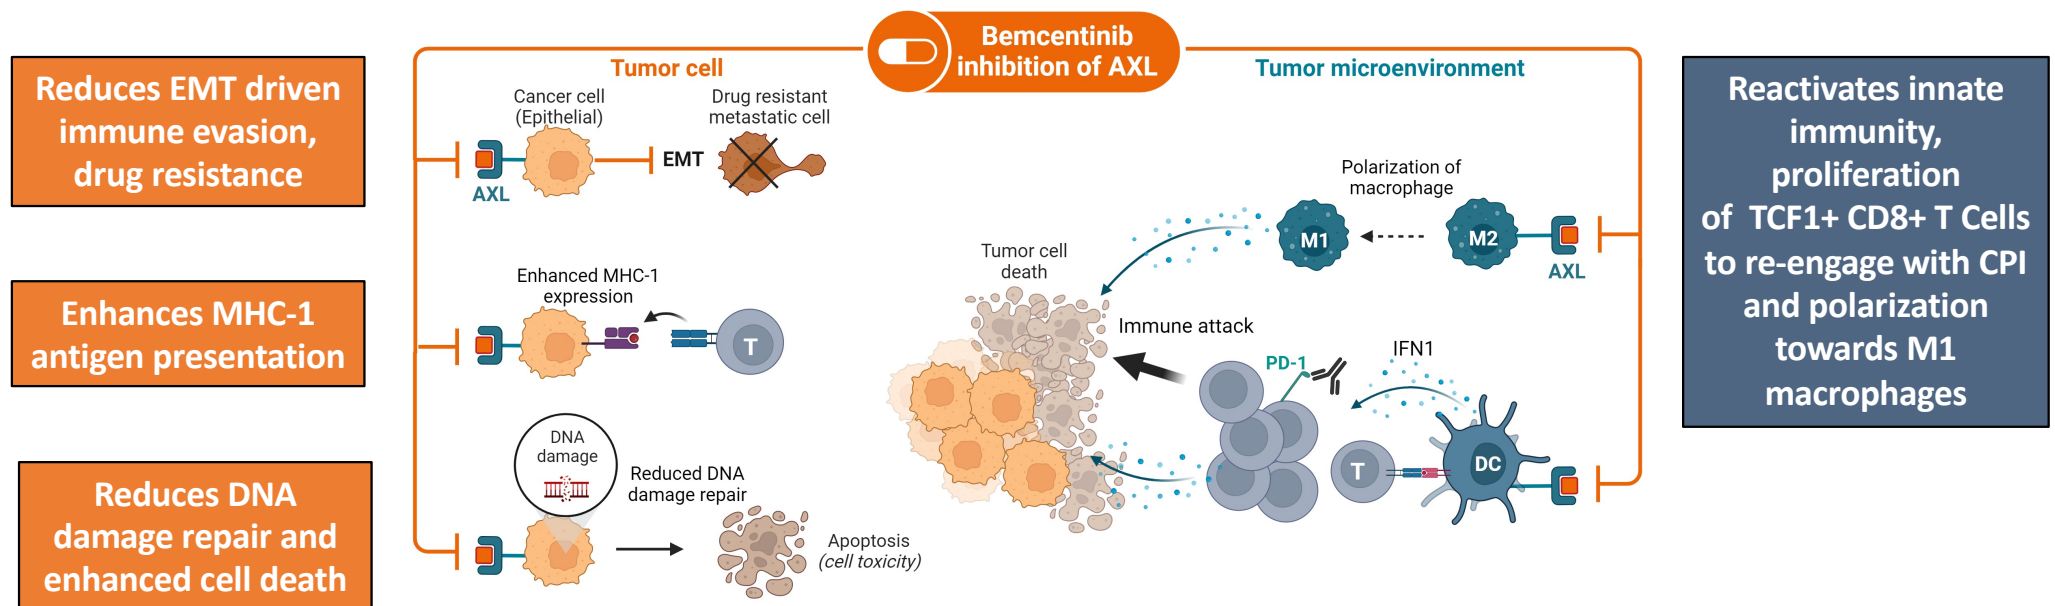 Bemcentinib
inhibition of AXL
Reduces EMT driven
immune evasion,
drug resistance
Enhances MHC-1
antigen presentation
Reduces DNA
damage repair and
enhanced cell death
Tumor cell
Cancer cell
(Epithelial)
Drug resistant
metastatic cell
EMT
AXL
Enhanced MHC-1
expression
T
DNA
damage
Reduced DNA
damage repair
Apoptosis
(cell toxicity)
Tumor microenvironment
Polarization of
macrophage
M1
M2
AXL
Tumor cell
death
Immune attack
PD-1
IFN1
T
DC
Reactivates innate
immunity,
proliferation
of TCF1+ CD8+ T Cells
to re-engage with CPI
and polarization
towards M1
macrophages